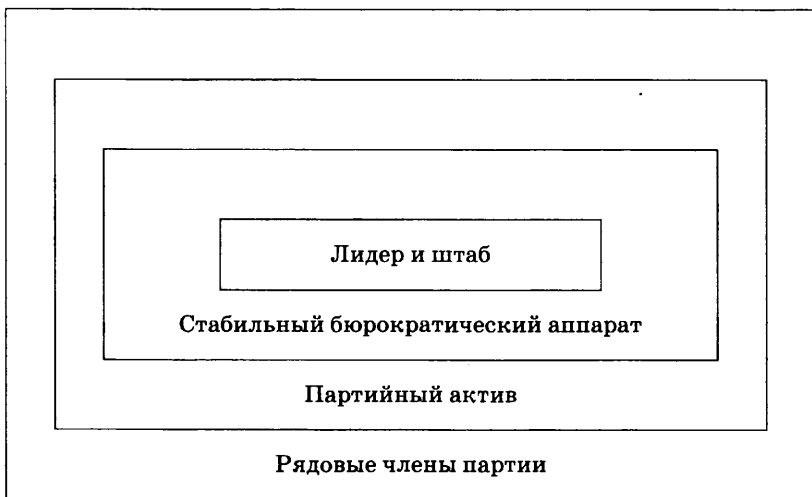 Лидер и штаб
Стабильный бюрократический аппарат
Партийный актив
Рядовые члены партии